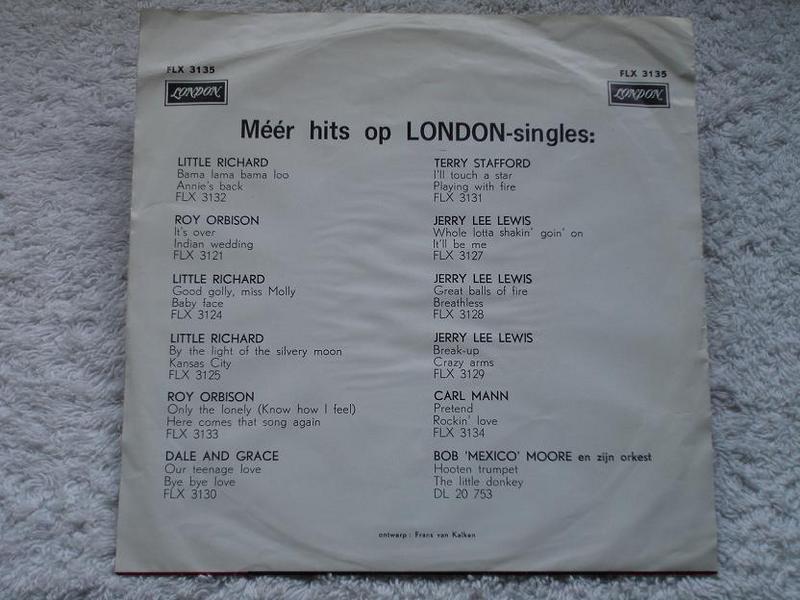 FLX 3135
LONDON
FLX 3135
LONDON
Méér hits op LONDON-singles:
LITTLE RICHARD
Bama lama bama loo
Annie's back
FLX 3132
ROY ORBISON
It's over
Indian wedding
FLX 3121
LITTLE RICHARD
Good golly, miss Molly
Baby face
FLX 3124
LITTLE RICHARD
By the light of the silvery moon
Kansas City
FLX 3125
ROY ORBISON
Only the lonely (Know how I feel)
Here comes that song again
FLX 3133
DALE AND GRACE
Our teenage love
Bye bye love
FLX 3130
TERRY STAFFORD
I'll touch a star
Playing with fire
FLX 3131
JERRY LEE LEWIS
Whole lotta shakin' goin' on
It'll be me
FLX 3127
JERRY LEE LEWIS
Great balls of fire
Breathless
FLX 3128
JERRY LEE LEWIS
Break-up
Crazy arms
FLX 3129
CARL MANN
Pretend
Rockin' love
FLX 3134
BOB 'MEXICO' MOORE en zijn orkest
Hooten trumpet
The little donkey
DL 20 753
ontwerp: Frans van Kalken